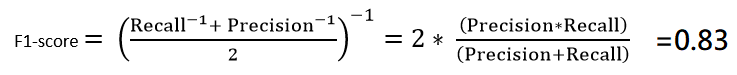 F1-score = ((Recall⁻¹ + Precision⁻¹)/2)⁻¹ = 2 * (Precision*Recall)/(Precision+Recall) =0.83